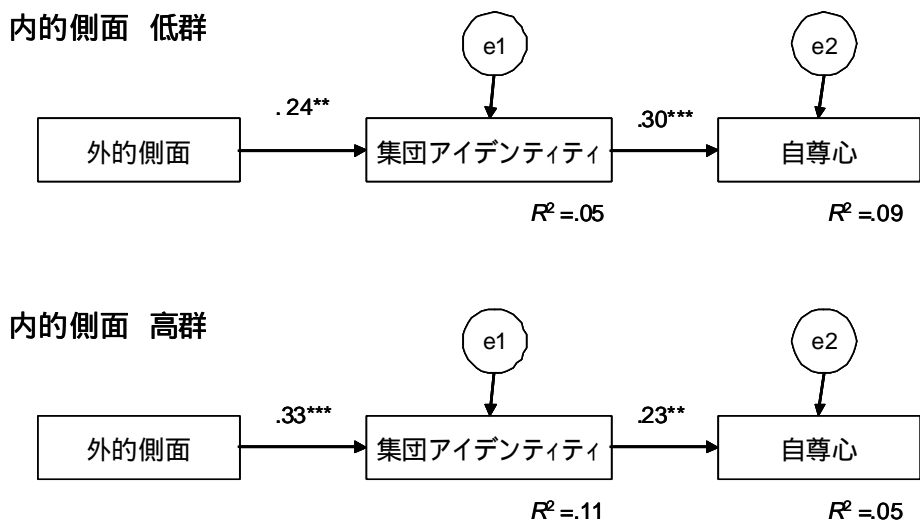 内的側面 低群
e1
e2
.24**
.30***
外的側面
集団アイデンティティ
自尊心
R² =.05
R² =.09
内的側面 高群
e1
e2
.33***
.23**
外的側面
集団アイデンティティ
自尊心
R² =.11
R² =.05